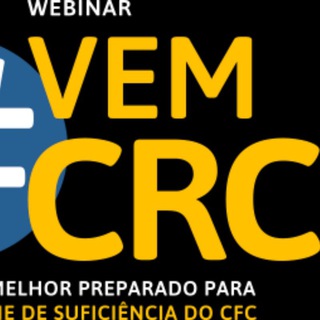 WEBINAR
#VEM
CRC
MELHOR PREPARADO PARA
E DE SUFICIÊNCIA DO CFC